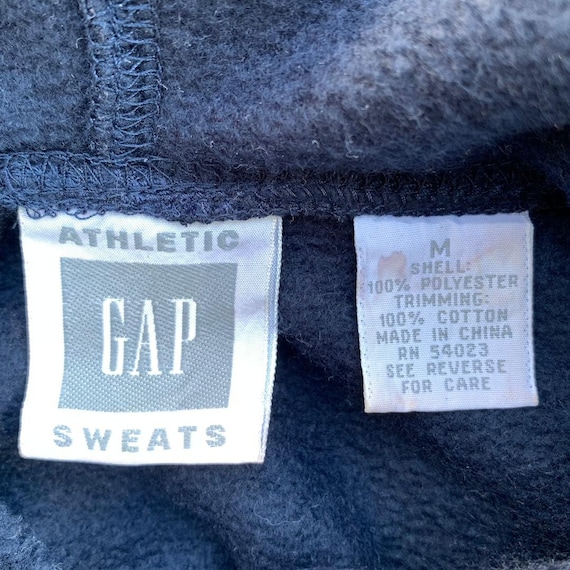 ATHLETIC
GAP
SWEATS
M
SHELL:
100% POLYESTER
TRIMMING:
100% COTTON
MADE IN CHINA
RN 54023
SEE REVERSE
FOR CARE